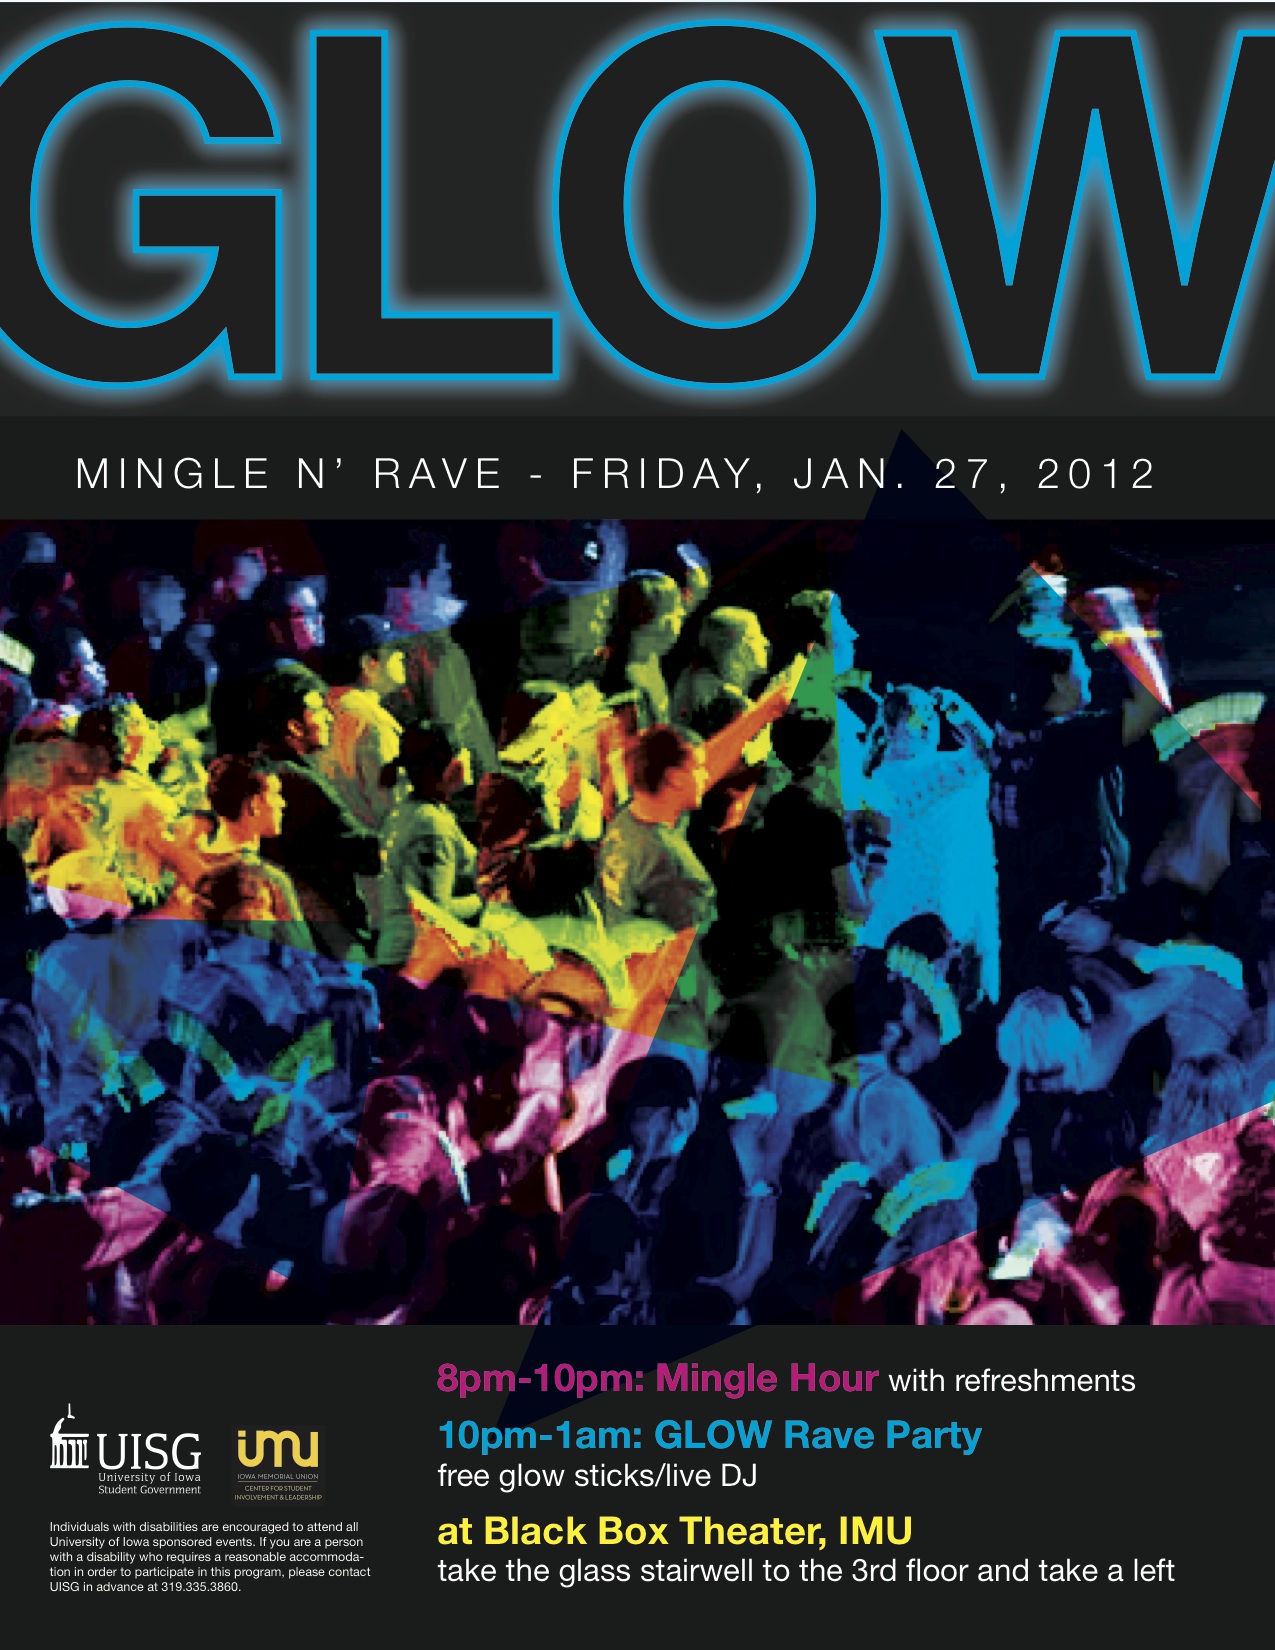 GLOW
MINGLE N’ RAVE - FRIDAY, JAN. 27, 2012
8pm-10pm: Mingle Hour with refreshments
10pm-1am: GLOW Rave Party
free glow sticks/live DJ
at Black Box Theater, IMU
take the glass stairwell to the 3rd floor and take a left
UISG
University of Iowa
Student Government
imu
IOWA MEMORIAL UNION
CENTER FOR STUDENT
INVOLVEMENT & LEADERSHIP
Individuals with disabilities are encouraged to attend all
University of Iowa sponsored events. If you are a person
with a disability who requires a reasonable accommoda-
tion in order to participate in this program, please contact
UISG in advance at 319.335.3860.